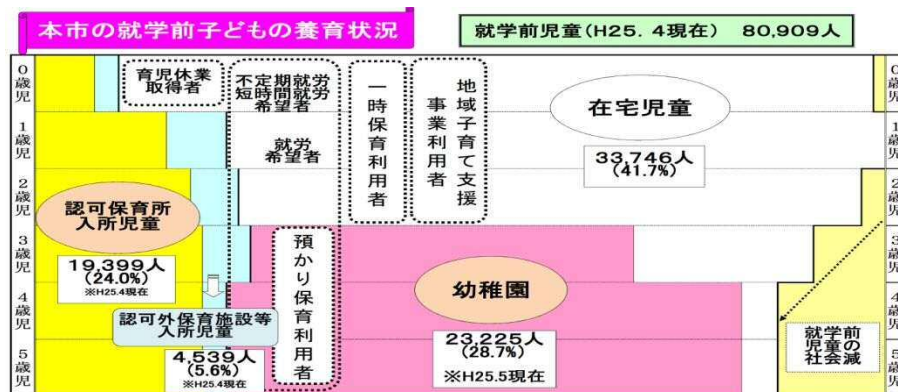 本市の就学前子どもの養育状況
就学前児童(H25.4現在) 80,909人
0歳児
1歳児
2歳児
3歳児
4歳児
5歳児
育児休業
取得者
不定期就労
短時間就労
希望者
就労
希望者
一時保育利用者
地域子育て支援
事業利用者
在宅児童
33,746人
(41.7%)
認可保育所
入所児童
19,399人
(24.0%)
※H25.4現在
認可外保育施設等
入所児童
4,539人
(5.6%)
※H25.4現在
預かり保育利用者
幼稚園
23,225人
(28.7%)
※H25.5現在
就学前
児童の
社会減
0歳児
1歳児
2歳児
3歳児
4歳児
5歳児